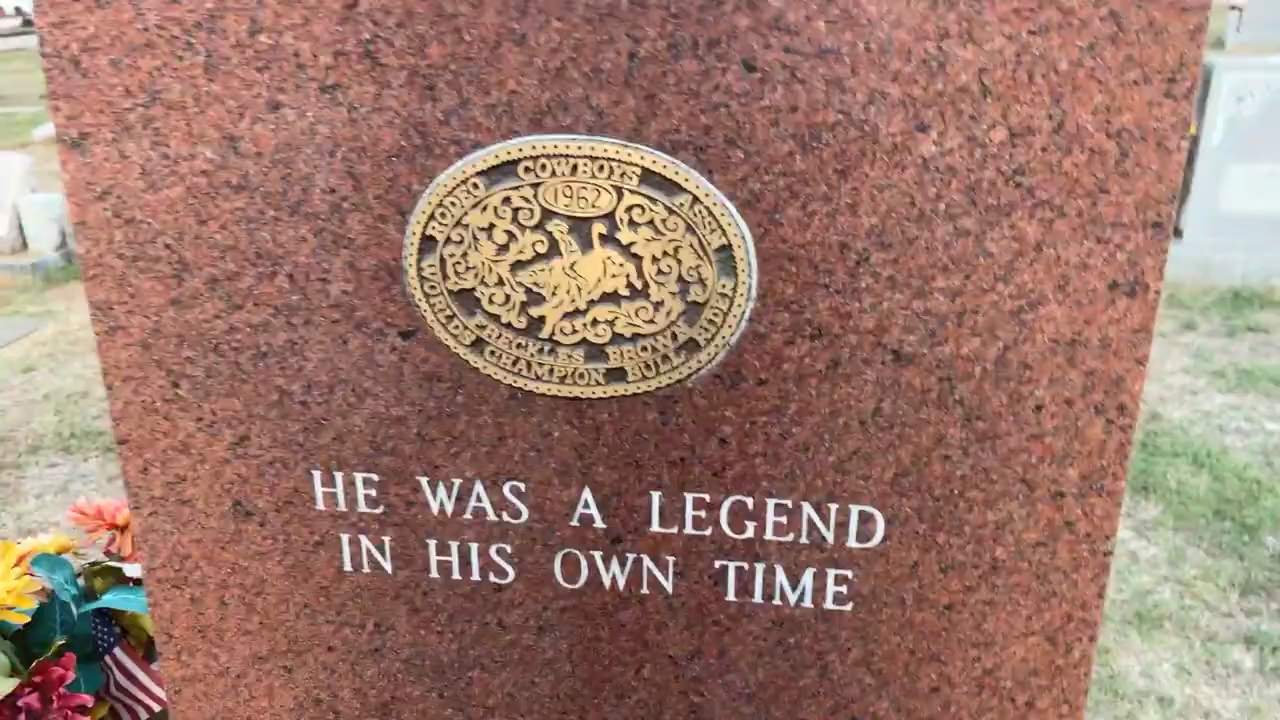 RODEO COWBOYS ASSN
1962
FRECKLES BROWN
WORLDS CHAMPION BULL RIDER
HE WAS A LEGEND
IN HIS OWN TIME